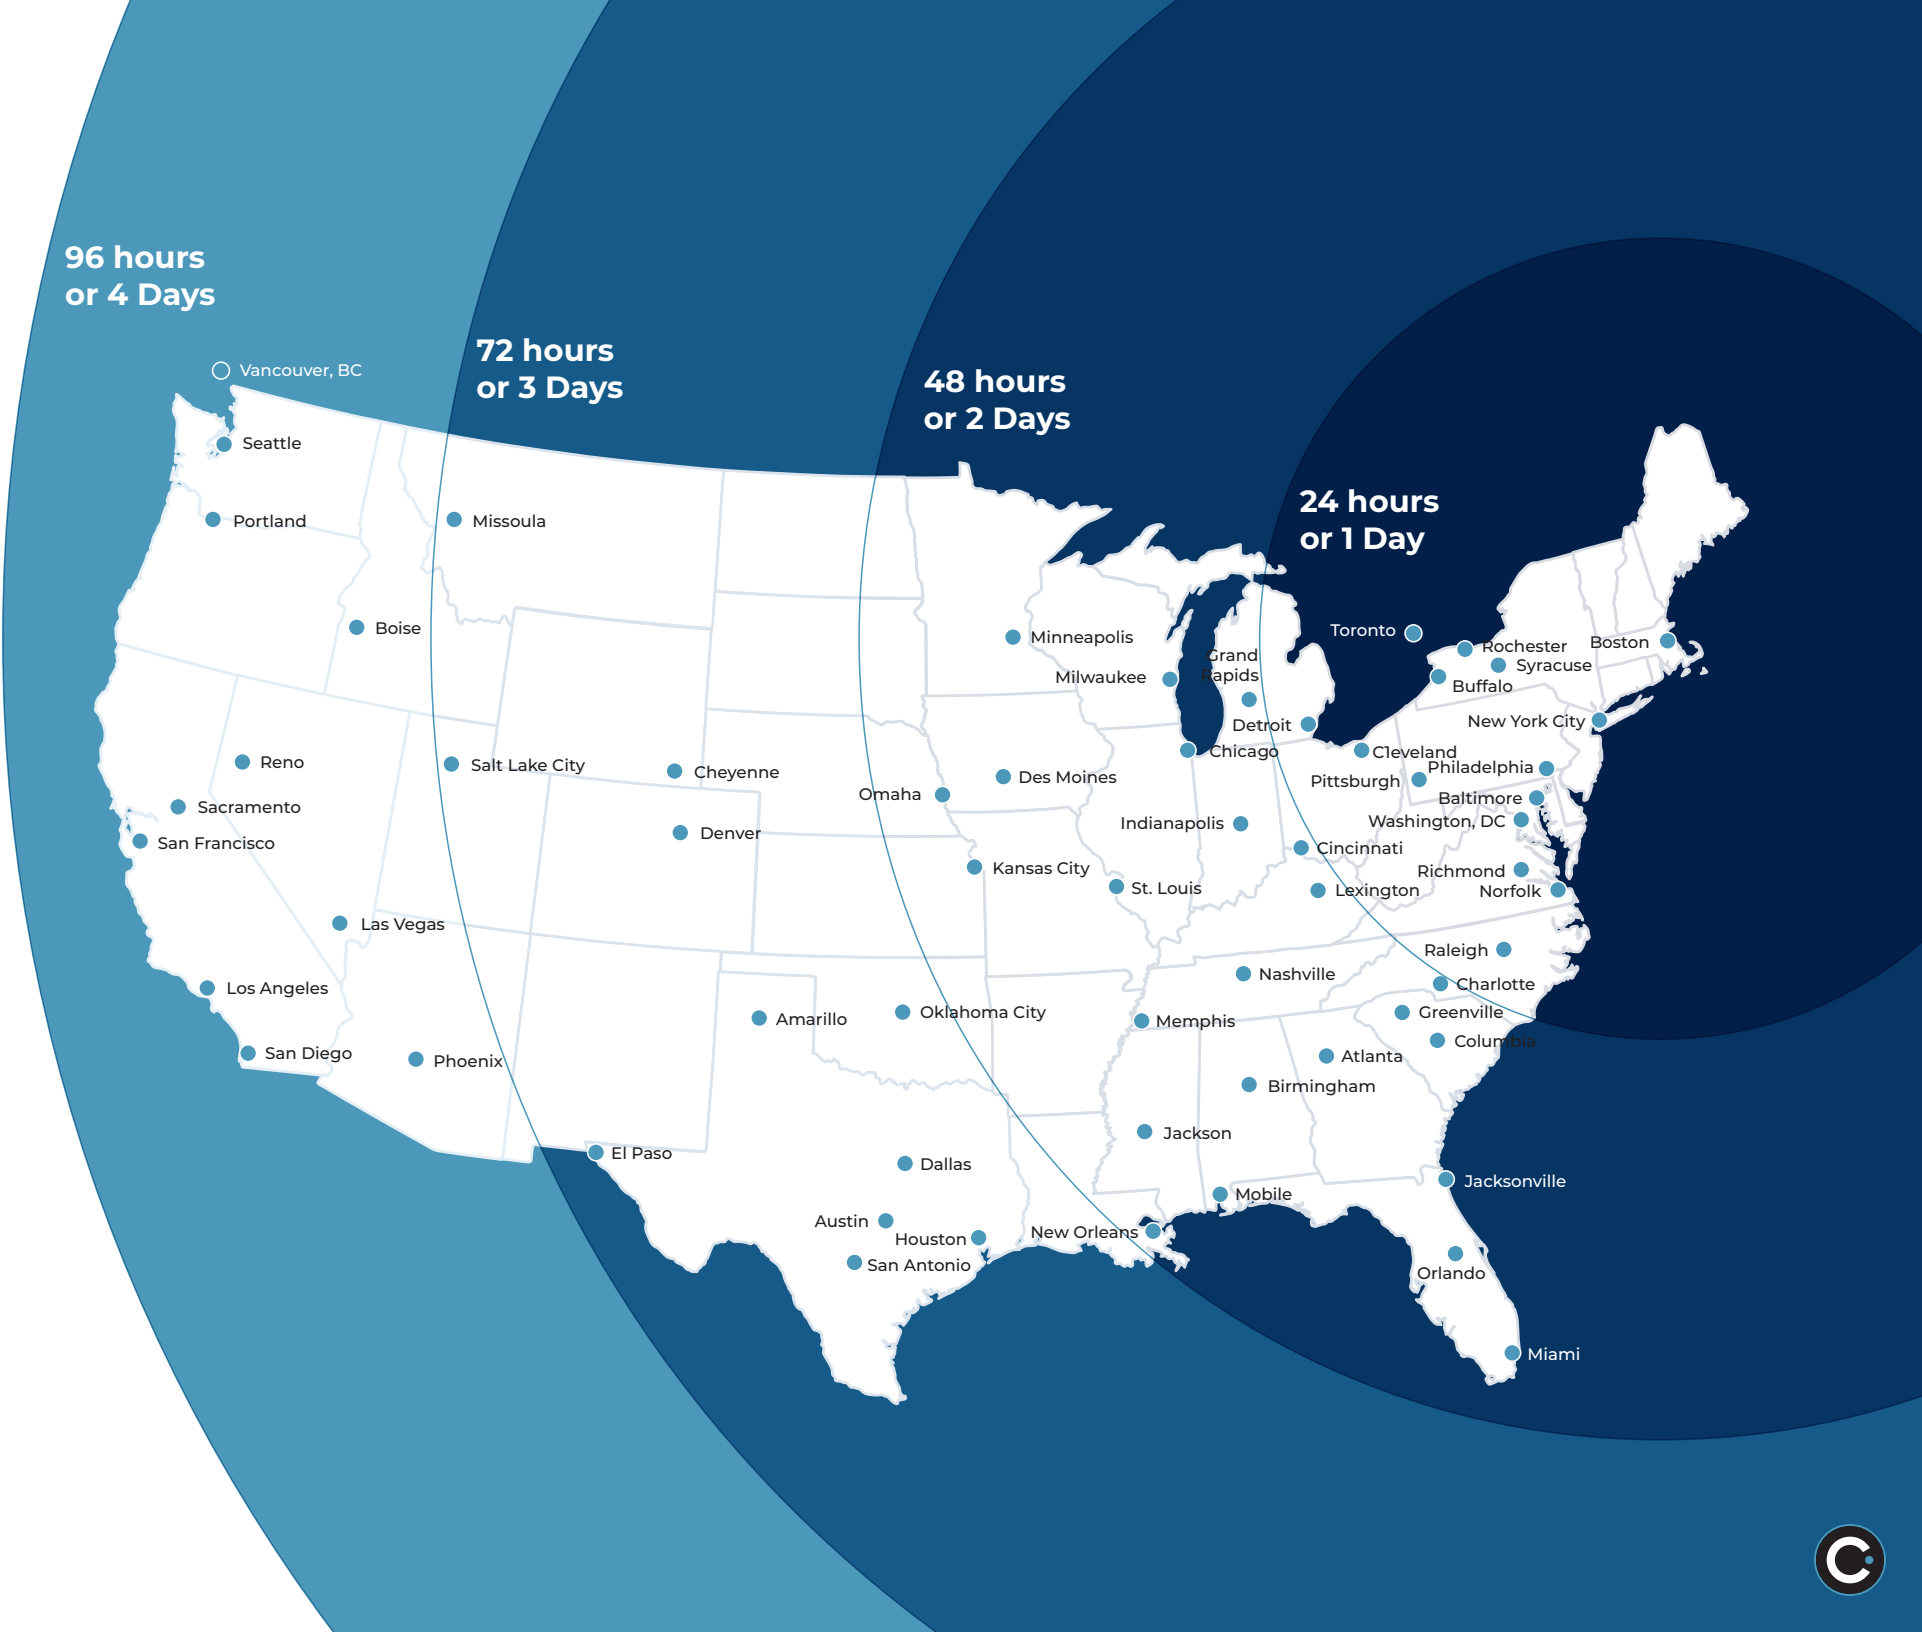 96 hours
or 4 Days
72 hours
or 3 Days
48 hours
or 2 Days
24 hours
or 1 Day
Vancouver, BC
Seattle
Portland
Missoula
Boise
Reno
Sacramento
San Francisco
Salt Lake City
Cheyenne
Denver
Las Vegas
Los Angeles
San Diego
Phoenix
El Paso
Amarillo
Oklahoma City
Dallas
Austin
Houston
San Antonio
New Orleans
Minneapolis
Milwaukee
Grand
Rapids
Detroit
Chicago
Des Moines
Omaha
Kansas City
St. Louis
Indianapolis
Cincinnati
Lexington
Nashville
Memphis
Jackson
Mobile
Birmingham
Atlanta
Greenville
Columbia
Charlotte
Raleigh
Toronto
Rochester
Syracuse
Buffalo
Boston
New York City
Cleveland
Philadelphia
Pittsburgh
Baltimore
Washington, DC
Richmond
Norfolk
Jacksonville
Orlando
Miami
C